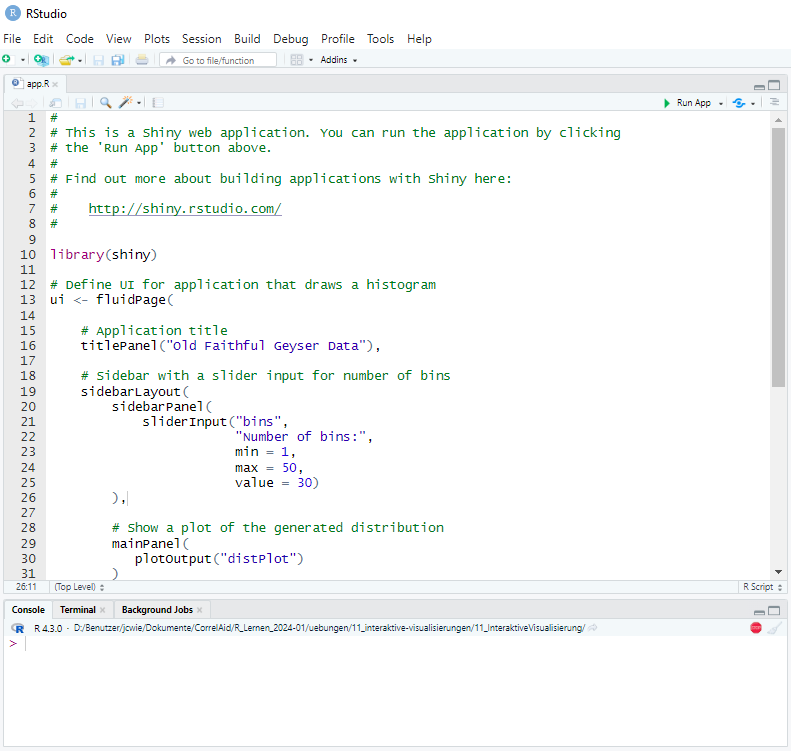 RStudio
File Edit Code View Plots Session Build Debug Profile Tools Help
Go to file/function Addins
app.R
Run App
1 #
2 # This is a Shiny web application. You can run the application by clicking
3 # the 'Run App' button above.
4 #
5 # Find out more about building applications with Shiny here:
6 #
7 #    http://shiny.rstudio.com/
8 #
9
10 library(shiny)
11
12 # Define UI for application that draws a histogram
13 ui <- fluidPage(
14
15     # Application title
16     titlePanel("Old Faithful Geyser Data"),
17
18     # Sidebar with a slider input for number of bins
19     sidebarLayout(
20         sidebarPanel(
21             sliderInput("bins",
22                         "Number of bins:",
23                         min = 1,
24                         max = 50,
25                         value = 30)
26         ),
27
28         # Show a plot of the generated distribution
29         mainPanel(
30            plotOutput("distPlot")
31         )
26:11 (Top Level) R Script
Console Terminal Background Jobs
R 4.3.0 · D:/Benutzer/jcwie/Dokumente/CorrelAid/R_Lernen_2024-01/uebungen/11_interaktive-visualisierungen/11_InteraktiveVisualisierung/
>